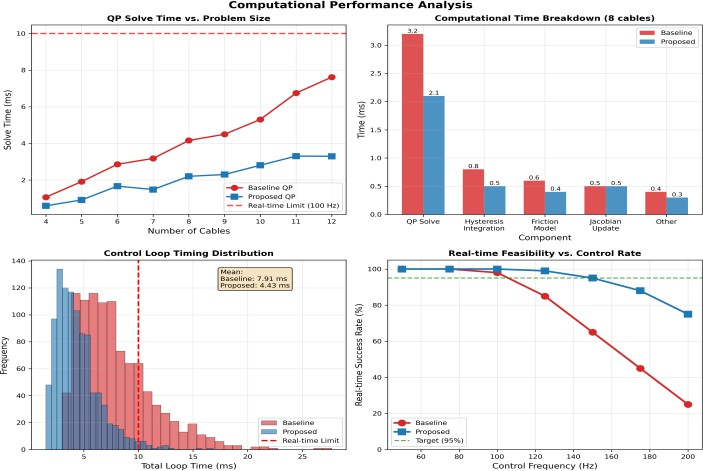 Computational Performance Analysis
QP Solve Time vs. Problem Size
10
8
6
4
2
Solve Time (ms)
Baseline QP
Proposed QP
Real-time Limit (100 Hz)
4 5 6 7 8 9 10 11 12
Number of Cables
Computational Time Breakdown (8 cables)
3.0
2.5
2.0
1.5
1.0
0.5
0.0
Time (ms)
3.2
2.1
0.8
0.5
0.6
0.4
0.5
0.5
0.4
0.3
Baseline
Proposed
QP Solve
Hysteresis
Integration
Friction
Model
Jacobian
Update
Other
Component
Control Loop Timing Distribution
140
120
100
80
60
40
20
0
Frequency
Mean:
Baseline: 7.91 ms
Proposed: 4.43 ms
Baseline
Proposed
Real-time Limit
5 10 15 20 25
Total Loop Time (ms)
Real-time Feasibility vs. Control Rate
100
80
60
40
20
0
Real-time Success Rate (%)
Baseline
Proposed
Target (95%)
60 80 100 120 140 160 180 200
Control Frequency (Hz)